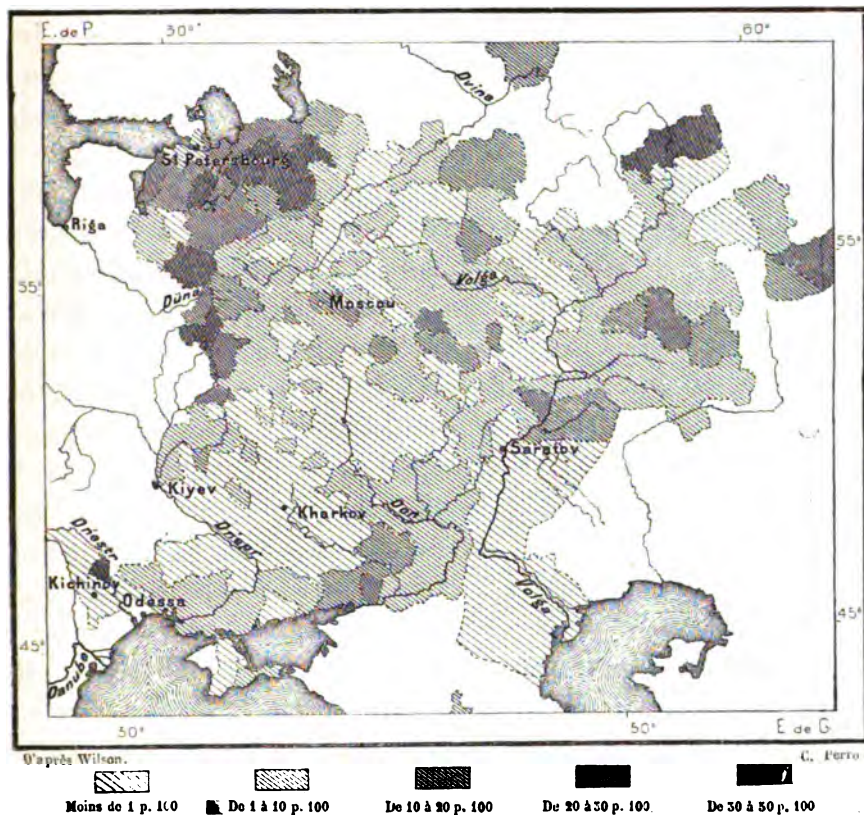 E. de P. 30° 60°
Dvina
St Petersbourg
Riga
55° 55°
Volga
Düna Moscou
Saratov
Kiyev
Kharkov Don
Dniestr Dniepr
Kichinov Volga
Odessa
45° 45°
Danube
30° 50° E. de G.
D'après Wilson. C. Perro
Moins de 1 p. 100 De 1 à 10 p. 100 De 10 à 20 p. 100 De 20 à 30 p. 100 De 30 à 50 p. 100